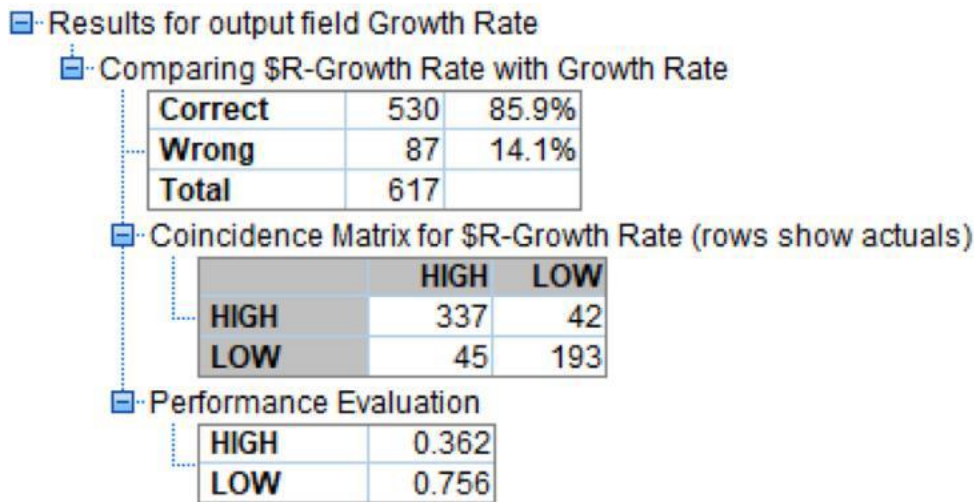 Results for output field Growth Rate
Comparing $R-Growth Rate with Growth Rate
Correct 530 85.9%
Wrong 87 14.1%
Total 617
Coincidence Matrix for $R-Growth Rate (rows show actuals)
HIGH LOW
HIGH 337 42
LOW 45 193
Performance Evaluation
HIGH 0.362
LOW 0.756